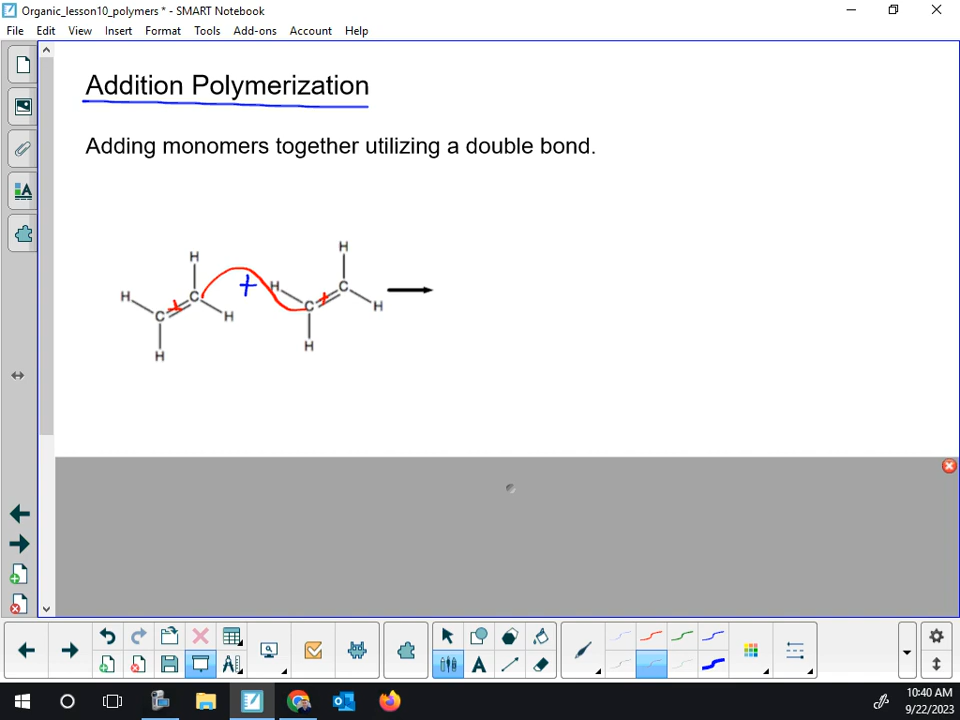 Organic_lesson10_polymers * - SMART Notebook
File Edit View Insert Format Tools Add-ons Account Help
Addition Polymerization
Adding monomers together utilizing a double bond.
H H
H C H + H C H
C H C
H H
10:40 AM
9/22/2023